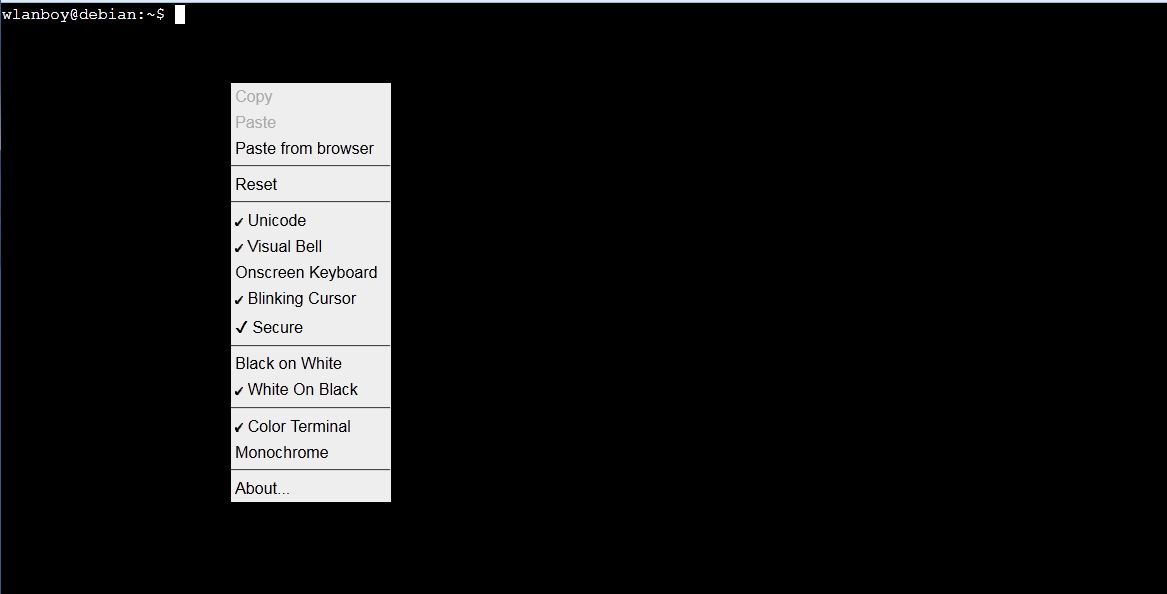 wlanboy@debian:~$
Copy
Paste
Paste from browser
Reset
✔ Unicode
✔ Visual Bell
Onscreen Keyboard
✔ Blinking Cursor
✔ Secure
Black on White
✔ White On Black
✔ Color Terminal
Monochrome
About...